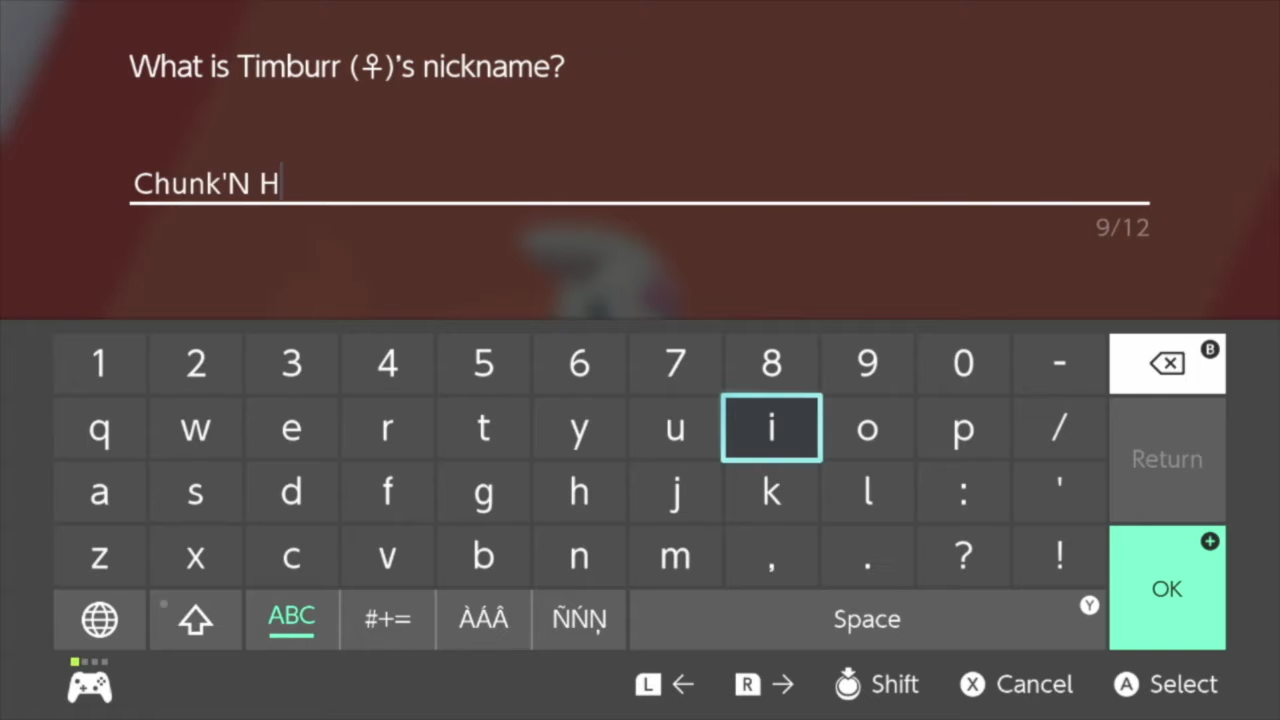 What is Timburr (♀)'s nickname?
Chunk'N H
9/12
1 2 3 4 5 6 7 8 9 0 - B
q w e r t y u i o p /
Return
a s d f g h j k l : '
z x c v b n m , . ? !
+
OK
ABC #+= ÀÁÂ ÑŃŅ Space Y
L ← R → Shift X Cancel A Select